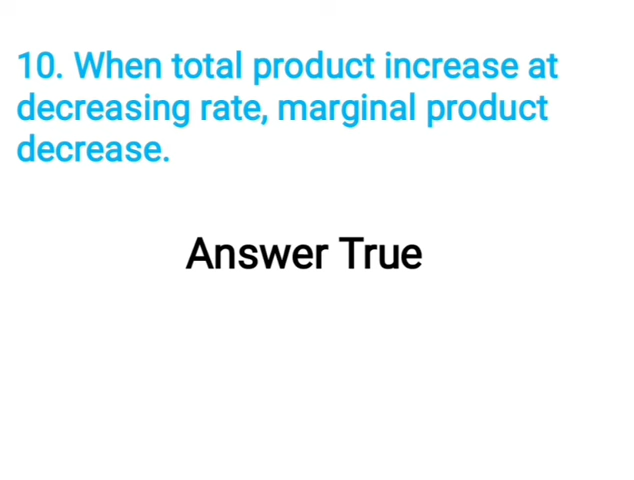 10. When total product increase at
decreasing rate, marginal product
decrease.
Answer True